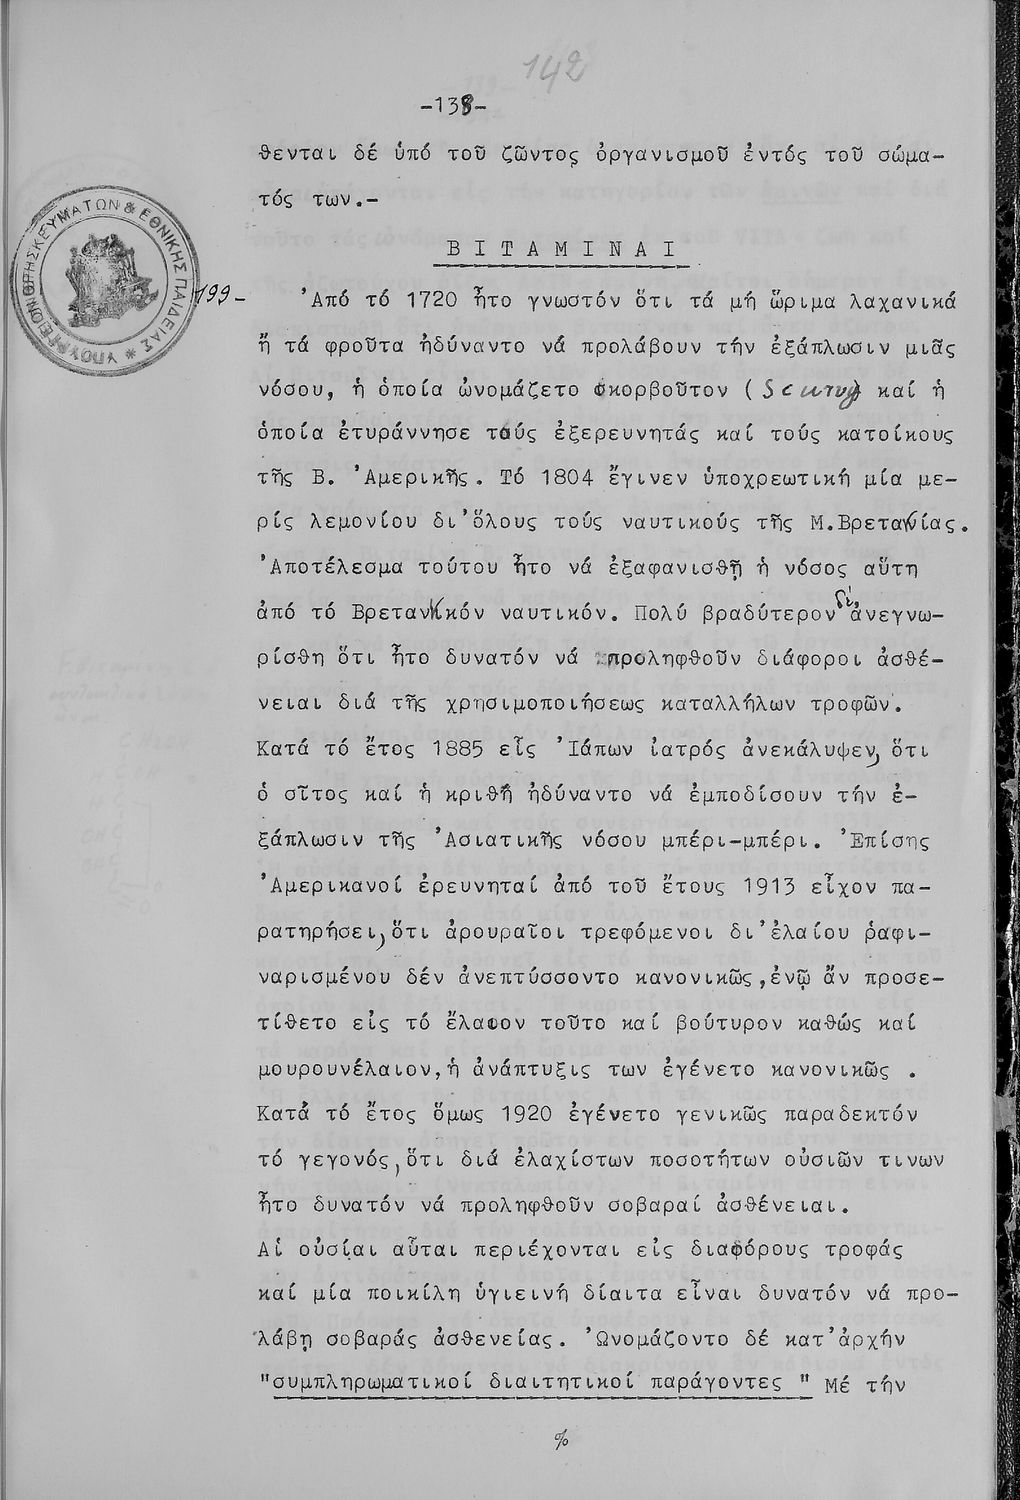 142
-138-
θενται δέ ὑπό τοῦ ζῶντος ὀργανισμοῦ ἐντός τοῦ σώμα-
τός των.-
ΒΙΤΑΜΙΝΑΙ
199-
'Από τό 1720 ἦτο γνωστόν ὅτι τά μή ὥριμα λαχανικά
ἤ τά φροῦτα ἠδύναντο νά προλάβουν τήν ἐξάπλωσιν μιᾶς
νόσου, ἡ ὁποία ὠνομάζετο σκορβοῦτον (Scurvy) καί ἡ
ὁποία ἐτυράννησε τούς ἐξερευνητάς καί τούς κατοίκους
τῆς Β. 'Αμερικῆς. Τό 1804 ἔγινεν ὑποχρεωτική μία με-
ρίς λεμονίου δι'ὅλους τούς ναυτικούς τῆς Μ.Βρετανίας.
'Αποτέλεσμα τούτου ἦτο νά ἐξαφανισθῇ ἡ νόσος αὕτη
ἀπό τό Βρετανικόν ναυτικόν. Πολύ βραδύτερον ἀνεγνω-
ρίσθη ὅτι ἦτο δυνατόν νά προληφθοῦν διάφοροι ἀσθέ-
νειαι διά τῆς χρησιμοποιήσεως καταλλήλων τροφῶν.
Κατά τό ἔτος 1885 εἷς 'Ιάπων ἰατρός ἀνεκάλυψεν, ὅτι
ὁ σῖτος καί ἡ κριθή ἠδύναντο νά ἐμποδίσουν τήν ἐ-
ξάπλωσιν τῆς 'Ασιατικῆς νόσου μπέρι-μπέρι. 'Επίσης
'Αμερικανοί ἐρευνηταί ἀπό τοῦ ἔτους 1913 εἶχον πα-
ρατηρήσει, ὅτι ἀρουραῖοι τρεφόμενοι δι'ἐλαίου ῥαφι-
ναρισμένου δέν ἀνεπτύσσοντο κανονικῶς, ἐνῷ ἄν προσε-
τίθετο εἰς τό ἔλαιον τοῦτο καί βούτυρον καθώς καί
μουρουνέλαιον, ἡ ἀνάπτυξις των ἐγένετο κανονικῶς .
Κατά τό ἔτος ὅμως 1920 ἐγένετο γενικῶς παραδεκτόν
τό γεγονός, ὅτι διά ἐλαχίστων ποσοτήτων οὐσιῶν τινων
ἦτο δυνατόν νά προληφθοῦν σοβαραί ἀσθένειαι.
Αἱ οὐσίαι αὗται περιέχονται εἰς διαφόρους τροφάς
καί μία ποικίλη ὑγιεινή δίαιτα εἶναι δυνατόν νά προ-
λάβη σοβαράς ἀσθενείας. 'Ωνομάζοντο δέ κατ'ἀρχήν
"συμπληρωματικοί διαιτητικοί παράγοντες " Μέ τήν
%
ΥΠΟΥΡΓΕΙΟΝ ΘΡΗΣΚΕΥΜΑΤΩΝ & ΕΘΝΙΚΗΣ ΠΑΙΔΕΙΑΣ